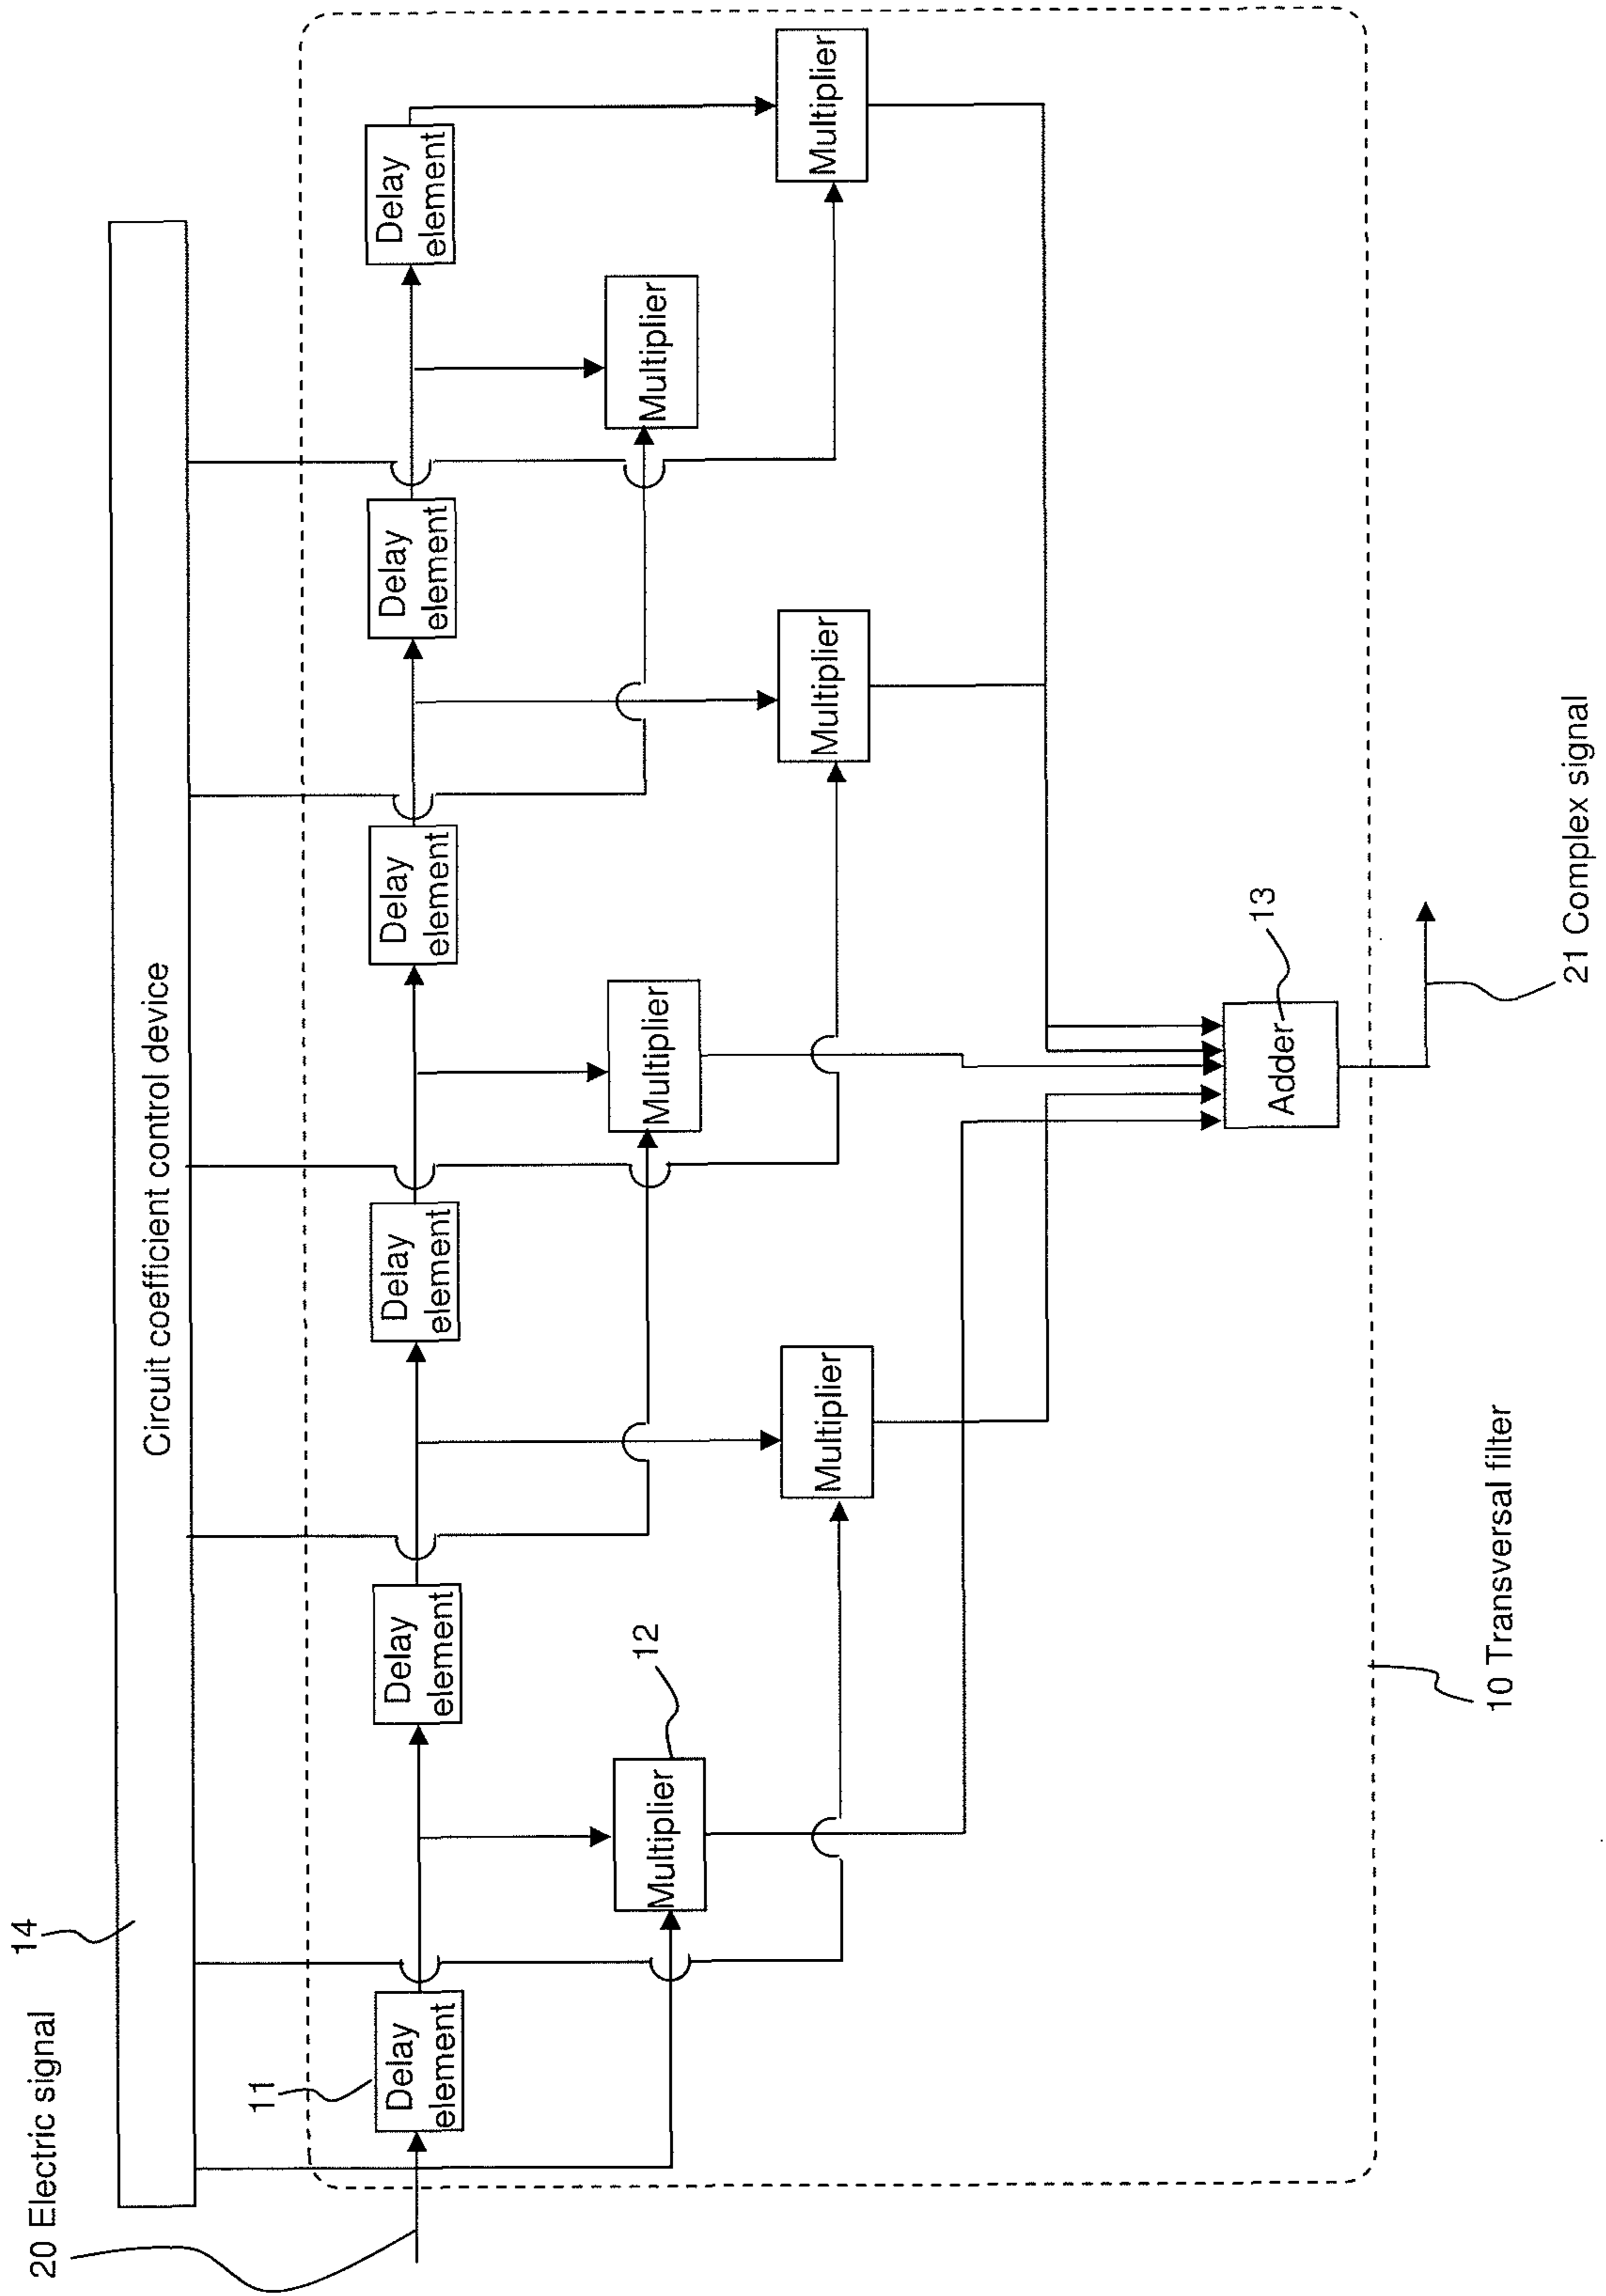 20 Electric signal
14
Circuit coefficient control device
11
Delay
element
Delay
element
Delay
element
Delay
element
Delay
element
Delay
element
12
Multiplier
Multiplier
Multiplier
Multiplier
Multiplier
Multiplier
Adder
13
10 Transversal filter
21 Complex signal